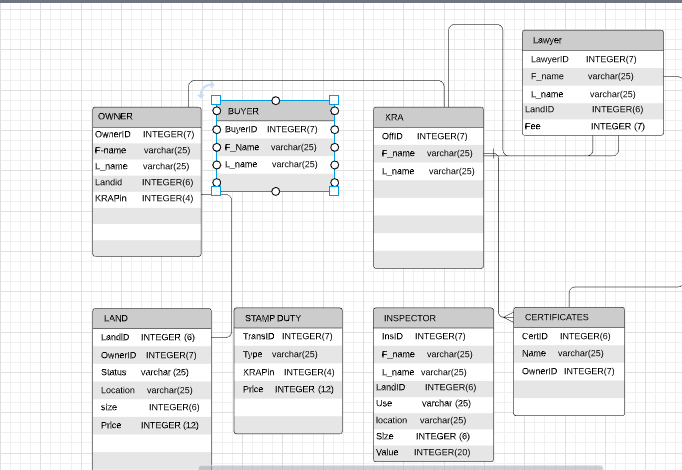 Lawyer
LawyerID INTEGER(7)
F_name varchar(25)
L_name varchar(25)
LandID INTEGER(6)
Fee INTEGER (7)
OWNER
OwnerID INTEGER(7)
F-name varchar(25)
L_name varchar(25)
Landid INTEGER(6)
KRAPin INTEGER(4)
BUYER
BuyerID INTEGER(7)
F_Name varchar(25)
L_name varchar(25)
KRA
OffID INTEGER(7)
F_name varchar(25)
L_name varchar(25)
LAND
LandID INTEGER (6)
OwnerID INTEGER(7)
Status varchar (25)
Location varchar(25)
size INTEGER(6)
Price INTEGER (12)
STAMP DUTY
TransID INTEGER(7)
Type varchar(25)
KRAPin INTEGER(4)
Price INTEGER (12)
INSPECTOR
InsID INTEGER(7)
F_name varchar(25)
L_name varchar(25)
LandID INTEGER(6)
Use varchar (25)
location varchar(25)
Size INTEGER (6)
Value INTEGER(20)
CERTIFICATES
CertID INTEGER(6)
Name varchar(25)
OwnerID INTEGER(7)